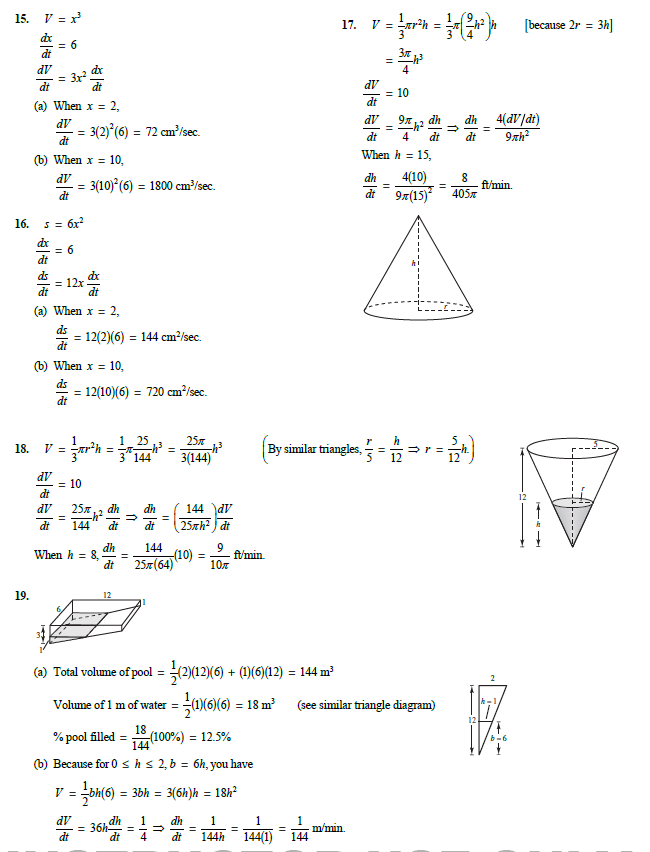 15. V = x³
dx/dt = 6
dV/dt = 3x² dx/dt
(a) When x = 2,
dV/dt = 3(2)²(6) = 72 cm³/sec.
(b) When x = 10,
dV/dt = 3(10)²(6) = 1800 cm³/sec.
16. s = 6x²
dx/dt = 6
ds/dt = 12x dx/dt
(a) When x = 2,
ds/dt = 12(2)(6) = 144 cm²/sec.
(b) When x = 10,
ds/dt = 12(10)(6) = 720 cm²/sec.
17. V = 1/3 πr²h = 1/3 π(9/4 h²)h [because 2r = 3h]
= 3π/4 h³
dV/dt = 10
dV/dt = 9π/4 h² dh/dt ⇒ dh/dt = 4(dV/dt)/9πh²
When h = 15,
dh/dt = 4(10)/9π(15)² = 8/405π ft/min.
h
r
18. V = 1/3 πr²h = 1/3 π 25/144 h³ = 25π/3(144) h³ (By similar triangles, r/5 = h/12 ⇒ r = 5/12 h.)
dV/dt = 10
dV/dt = 25π/144 h² dh/dt ⇒ dh/dt = (144/25πh²) dV/dt
When h = 8, dh/dt = 144/25π(64) (10) = 9/10π ft/min.
5
r
12
h
19.
12
1
6
3
1
(a) Total volume of pool = 1/2(2)(12)(6) + (1)(6)(12) = 144 m³
Volume of 1 m of water = 1/2(1)(6)(6) = 18 m³ (see similar triangle diagram)
% pool filled = 18/144(100%) = 12.5%
(b) Because for 0 ≤ h ≤ 2, b = 6h, you have
V = 1/2 bh(6) = 3bh = 3(6h)h = 18h²
dV/dt = 36h dh/dt = 1/4 ⇒ dh/dt = 1/144h = 1/144(1) = 1/144 m/min.
2
h = 1
12
b = 6